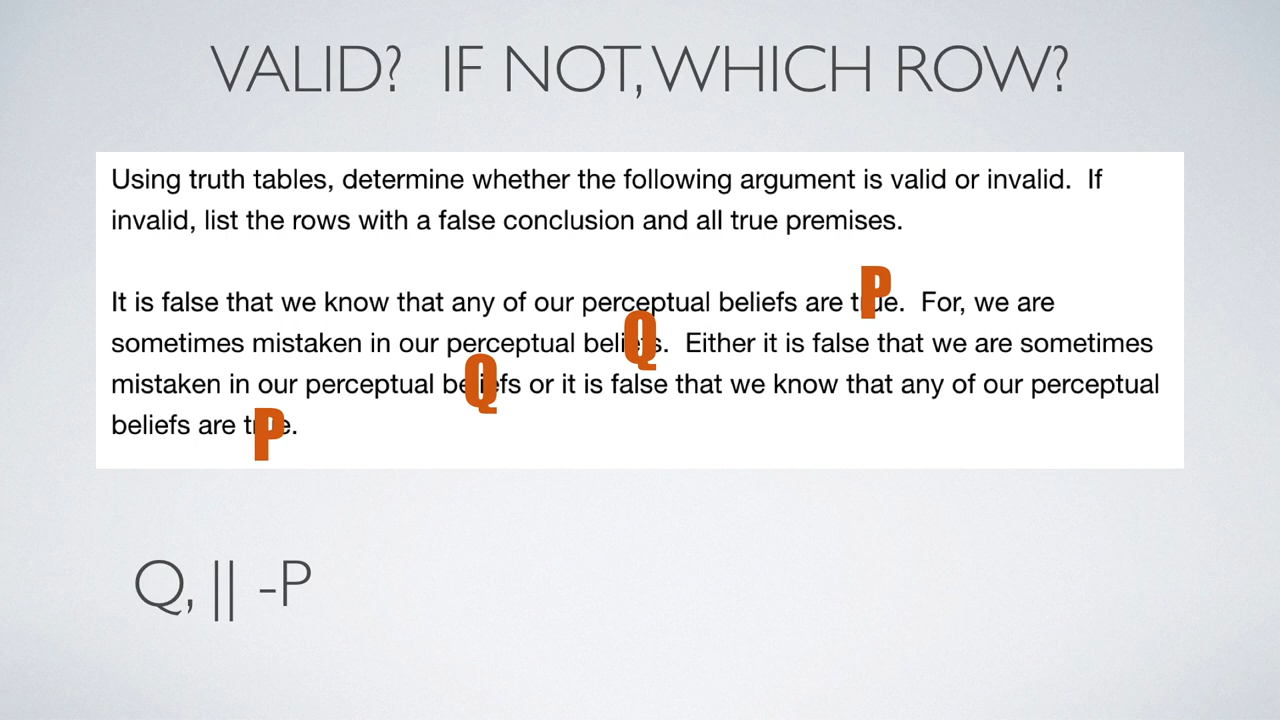 VALID? IF NOT, WHICH ROW?
Using truth tables, determine whether the following argument is valid or invalid. If
invalid, list the rows with a false conclusion and all true premises.
P
It is false that we know that any of our perceptual beliefs are true. For, we are
Q
sometimes mistaken in our perceptual beliefs. Either it is false that we are sometimes
Q
mistaken in our perceptual beliefs or it is false that we know that any of our perceptual
P
beliefs are true.
Q, || -P